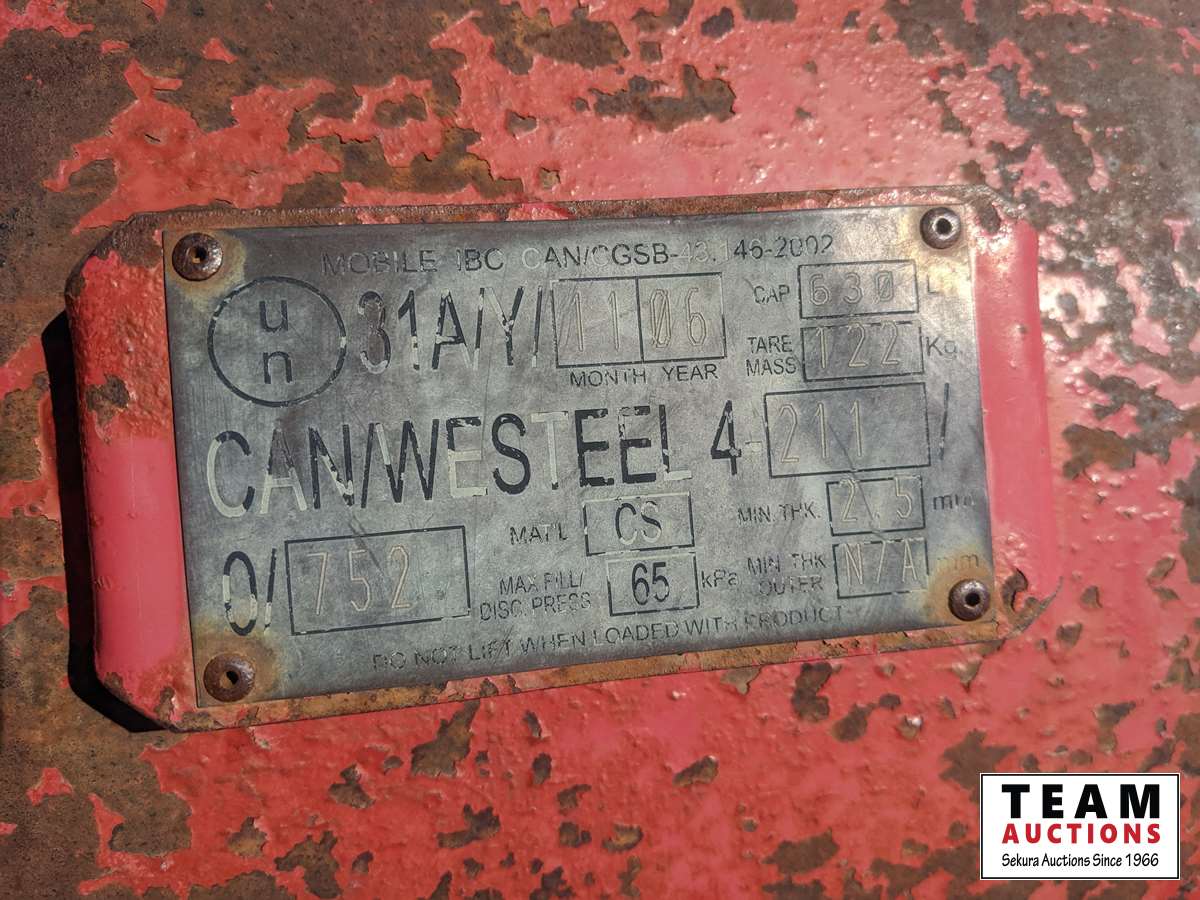 MOBILE IBC CAN/CGSB-43.146-2002
un 31A/Y/ 11 06
MONTH YEAR
CAP 630 L
TARE MASS 122 Kg
CAN/WESTEEL 4-211 /
0/ 752
MAT'L CS
MIN. THK. 2.5 mm
MAX FILL/ DISC. PRESS 65 kPa
MIN. THK OUTER N/A mm
DO NOT LIFT WHEN LOADED WITH PRODUCT
TEAM
AUCTIONS
Sekura Auctions Since 1966